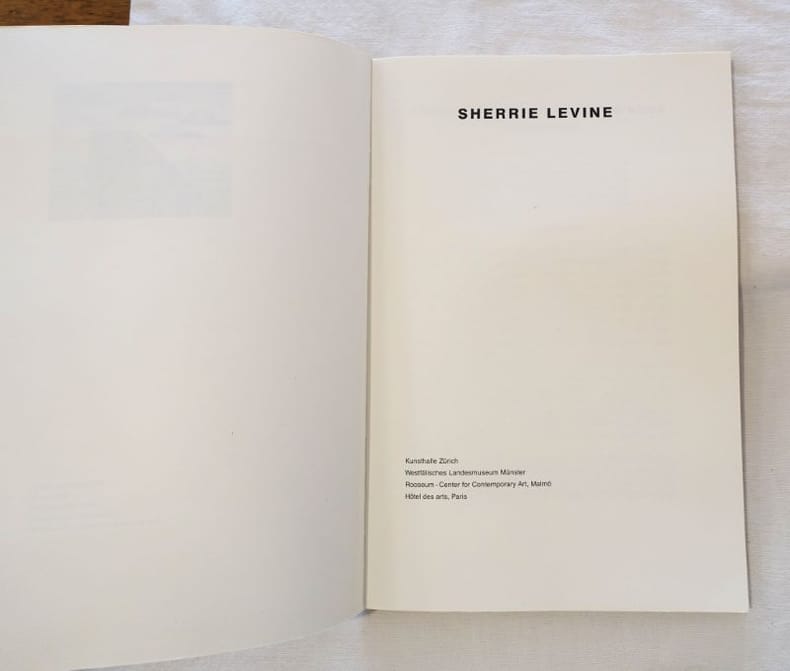 SHERRIE LEVINE
Kunsthalle Zürich
Westfälisches Landesmuseum Münster
Rooseum - Center for Contemporary Art, Malmö
Hôtel des arts, Paris